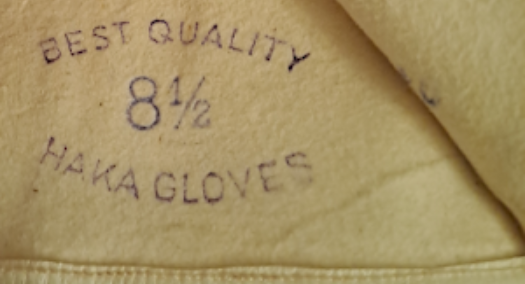 BEST QUALITY
8½
HAKA GLOVES